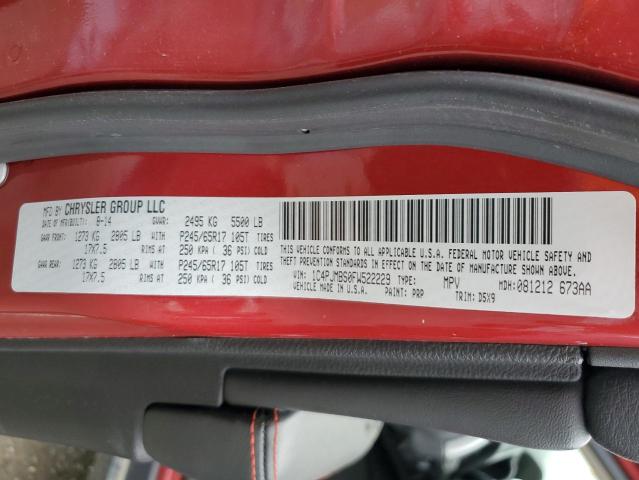 MFD BY CHRYSLER GROUP LLC
DATE OF MFR(BUILT): 8-14 GVWR: 2495 KG 5500 LB
GAWR FRONT: 1273 KG 2805 LB WITH P245/65R17 105T TIRES
17X7.5 RIMS AT 250 KPA ( 36 PSI) COLD
GAWR REAR: 1273 KG 2805 LB WITH P245/65R17 105T TIRES
17X7.5 RIMS AT 250 KPA ( 36 PSI) COLD
THIS VEHICLE CONFORMS TO ALL APPLICABLE U.S.A. FEDERAL MOTOR VEHICLE SAFETY AND
THEFT PREVENTION STANDARDS IN EFFECT ON THE DATE OF MANUFACTURE SHOWN ABOVE.
VIN: 1C4PJMBS0FW522229 TYPE: MPV MDH: 081212 673AA
VEHICLE MADE IN U.S.A. PAINT: PRP TRIM: D5X9